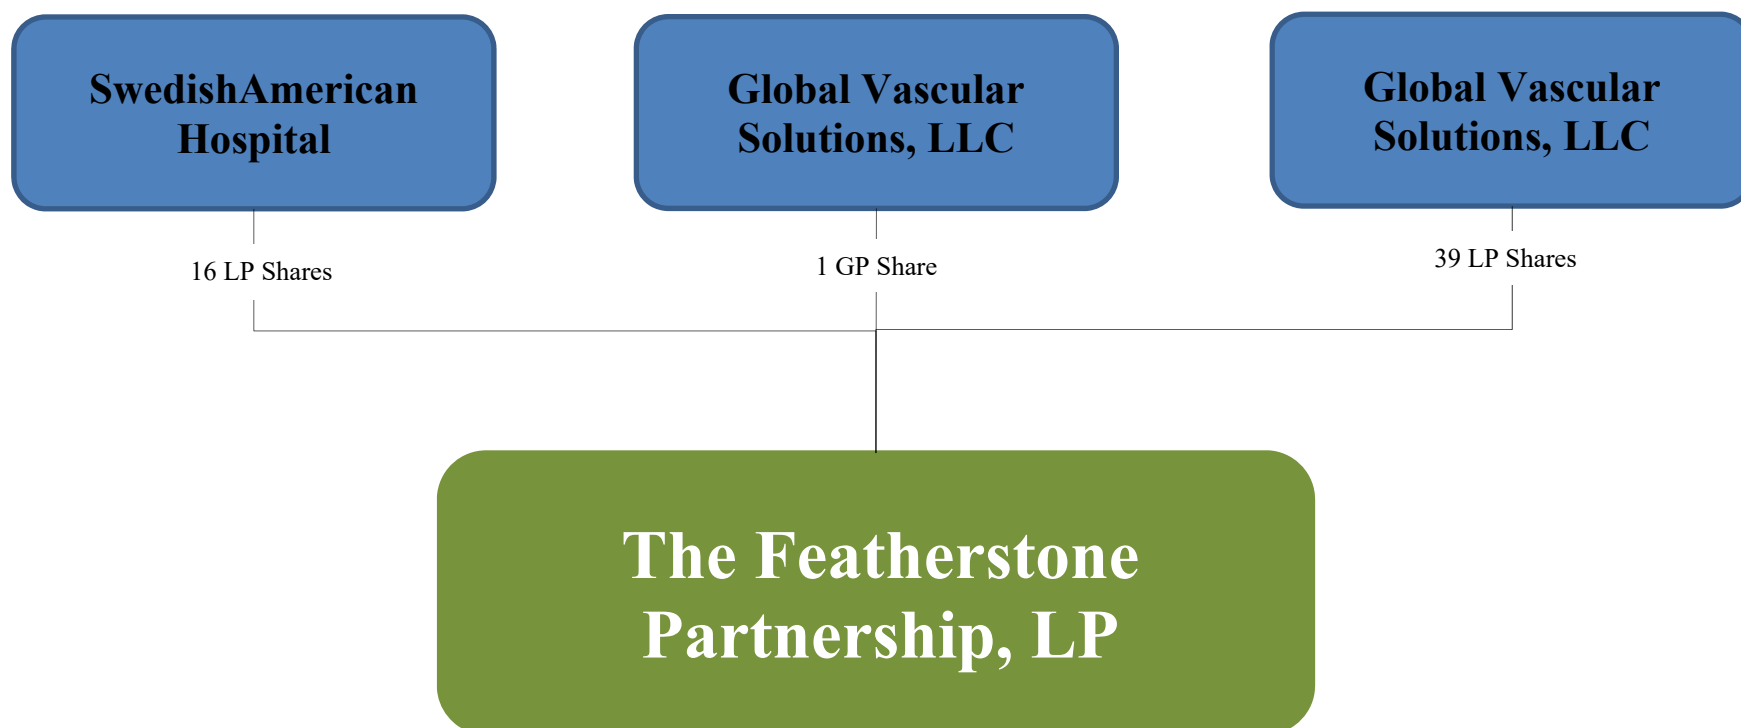 SwedishAmerican
Hospital
Global Vascular
Solutions, LLC
Global Vascular
Solutions, LLC
16 LP Shares
1 GP Share
39 LP Shares
The Featherstone
Partnership, LP